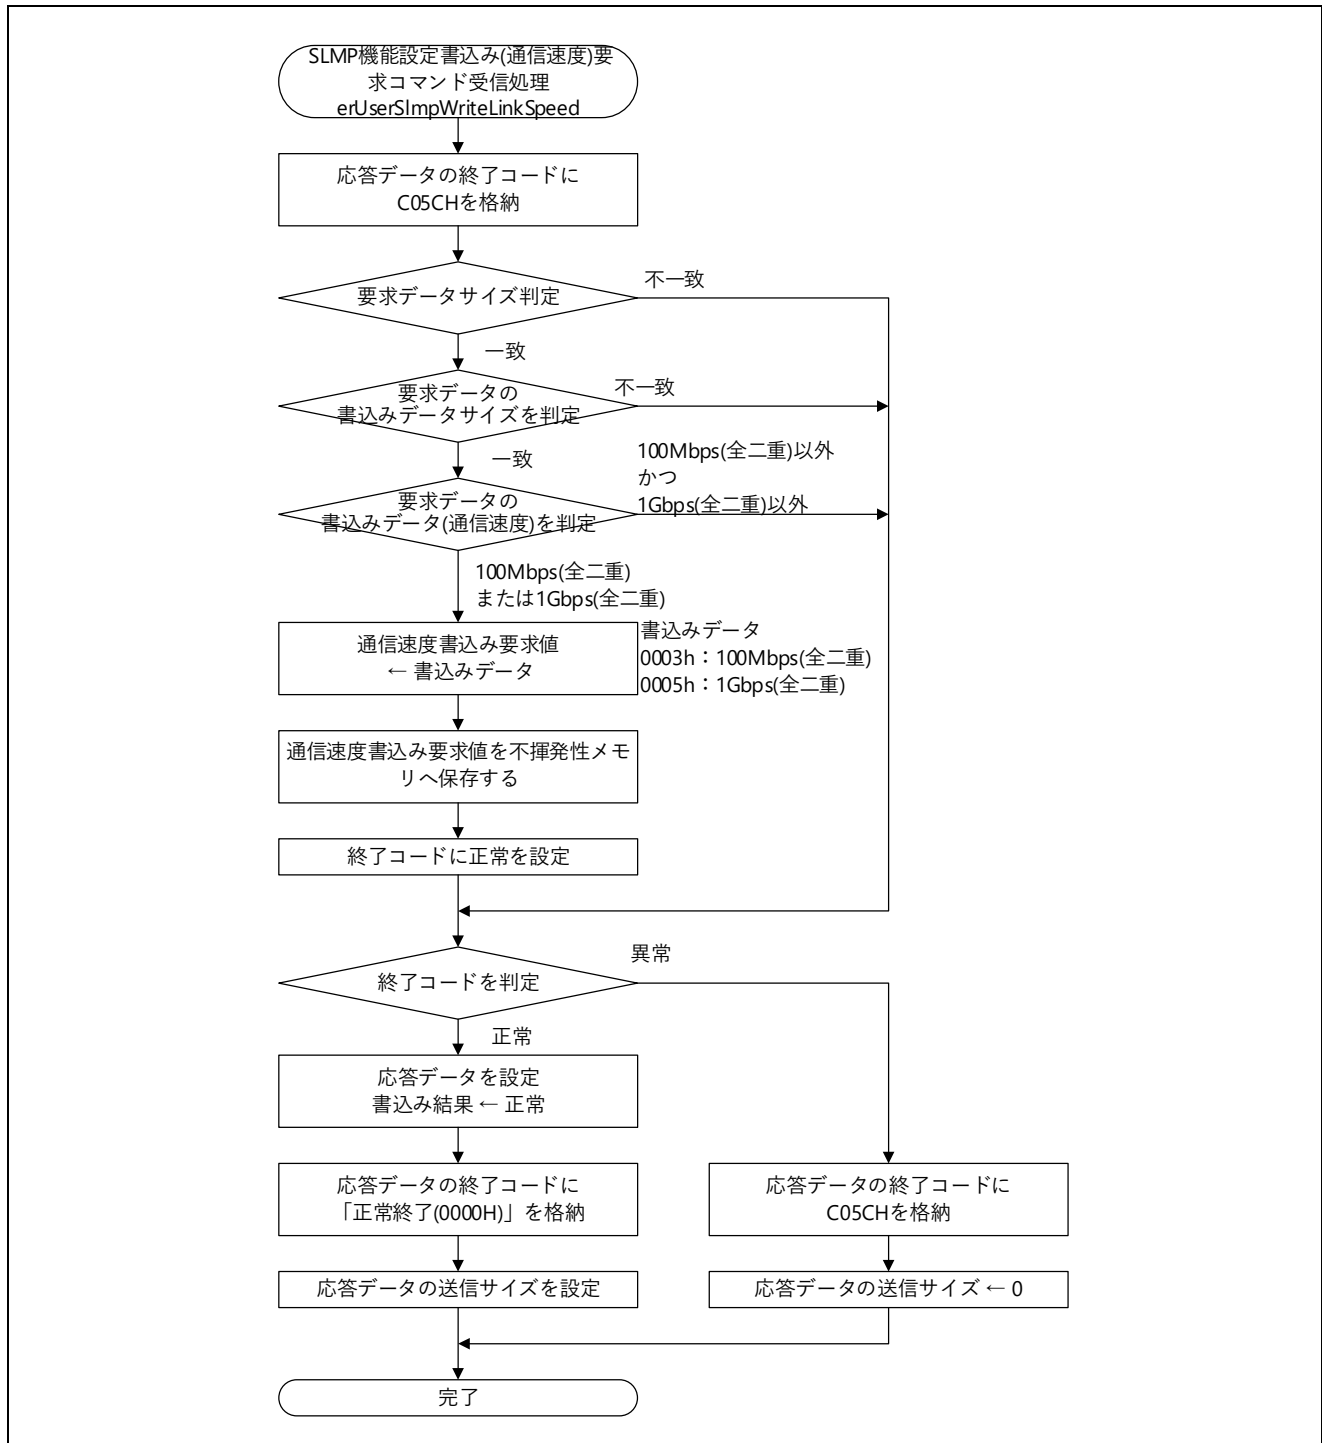 SLMP機能設定書込み(通信速度)要
求コマンド受信処理
erUserSlmpWriteLinkSpeed
応答データの終了コードに
C05CHを格納
要求データサイズ判定
不一致
一致
要求データの
書込みデータサイズを判定
不一致
一致
要求データの
書込みデータ(通信速度)を判定
100Mbps(全二重)以外
かつ
1Gbps(全二重)以外
100Mbps(全二重)
または1Gbps(全二重)
通信速度書込み要求値
← 書込みデータ
書込みデータ
0003h：100Mbps(全二重)
0005h：1Gbps(全二重)
通信速度書込み要求値を不揮発性メモ
リへ保存する
終了コードに正常を設定
終了コードを判定
異常
正常
応答データを設定
書込み結果 ← 正常
応答データの終了コードに
「正常終了(0000H)」を格納
応答データの終了コードに
C05CHを格納
応答データの送信サイズを設定
応答データの送信サイズ ← 0
完了